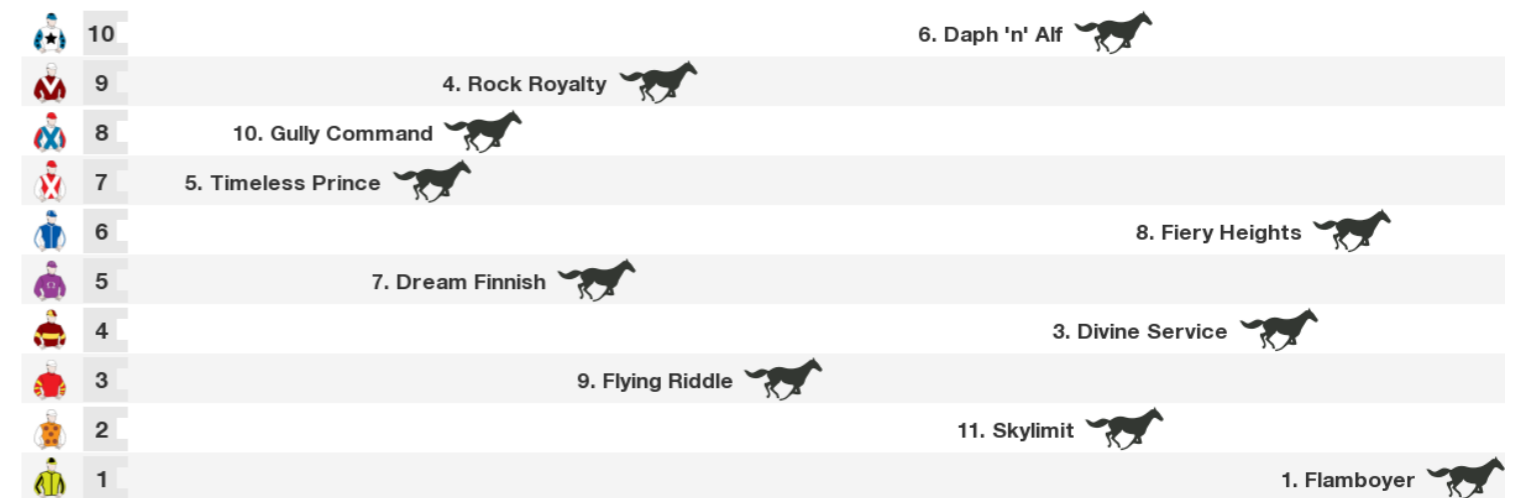 10 6. Daph 'n' Alf
9 4. Rock Royalty
8 10. Gully Command
7 5. Timeless Prince
6 8. Fiery Heights
5 7. Dream Finnish
4 3. Divine Service
3 9. Flying Riddle
2 11. Skylimit
1 1. Flamboyer